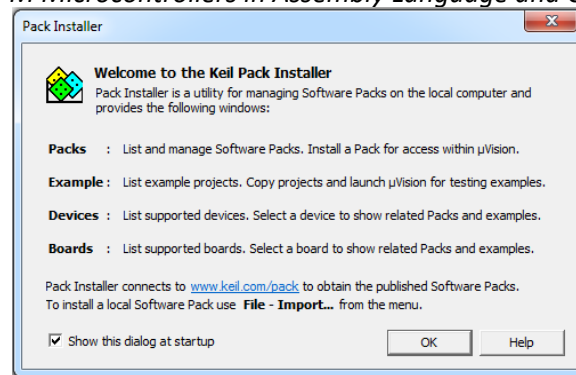 M Microcontrollers in Assembly Language and C
Pack Installer
Welcome to the Keil Pack Installer
Pack Installer is a utility for managing Software Packs on the local computer and
provides the following windows:
Packs : List and manage Software Packs. Install a Pack for access within µVision.
Example : List example projects. Copy projects and launch µVision for testing examples.
Devices : List supported devices. Select a device to show related Packs and examples.
Boards : List supported boards. Select a board to show related Packs and examples.
Pack Installer connects to www.keil.com/pack to obtain the published Software Packs.
To install a local Software Pack use File - Import... from the menu.
Show this dialog at startup
OK
Help